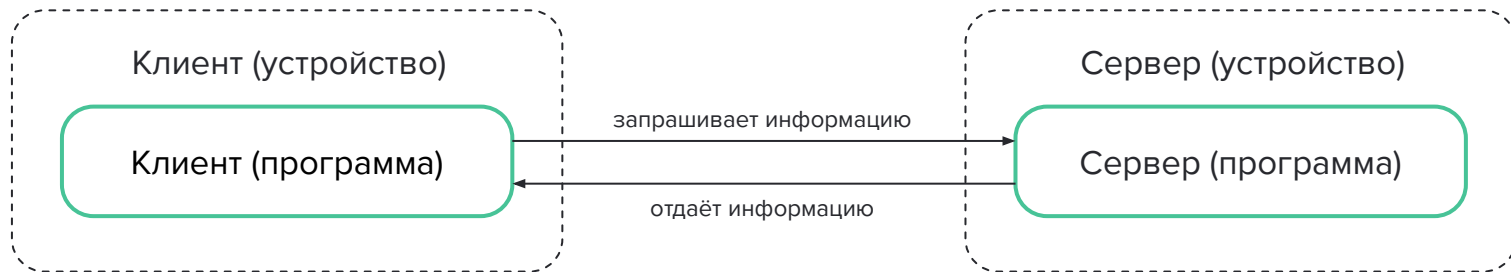 Клиент (устройство)
Сервер (устройство)
запрашивает информацию
Клиент (программа)
Сервер (программа)
отдаёт информацию